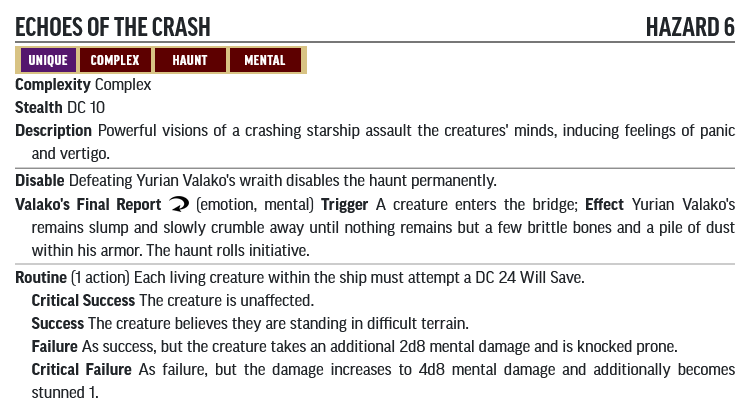 ECHOES OF THE CRASH HAZARD 6
UNIQUE COMPLEX HAUNT MENTAL
Complexity Complex
Stealth DC 10
Description Powerful visions of a crashing starship assault the creatures' minds, inducing feelings of panic
and vertigo.
Disable Defeating Yurian Valako's wraith disables the haunt permanently.
Valako's Final Report (emotion, mental) Trigger A creature enters the bridge; Effect Yurian Valako's
remains slump and slowly crumble away until nothing remains but a few brittle bones and a pile of dust
within his armor. The haunt rolls initiative.
Routine (1 action) Each living creature within the ship must attempt a DC 24 Will Save.
Critical Success The creature is unaffected.
Success The creature believes they are standing in difficult terrain.
Failure As success, but the creature takes an additional 2d8 mental damage and is knocked prone.
Critical Failure As failure, but the damage increases to 4d8 mental damage and additionally becomes
stunned 1.